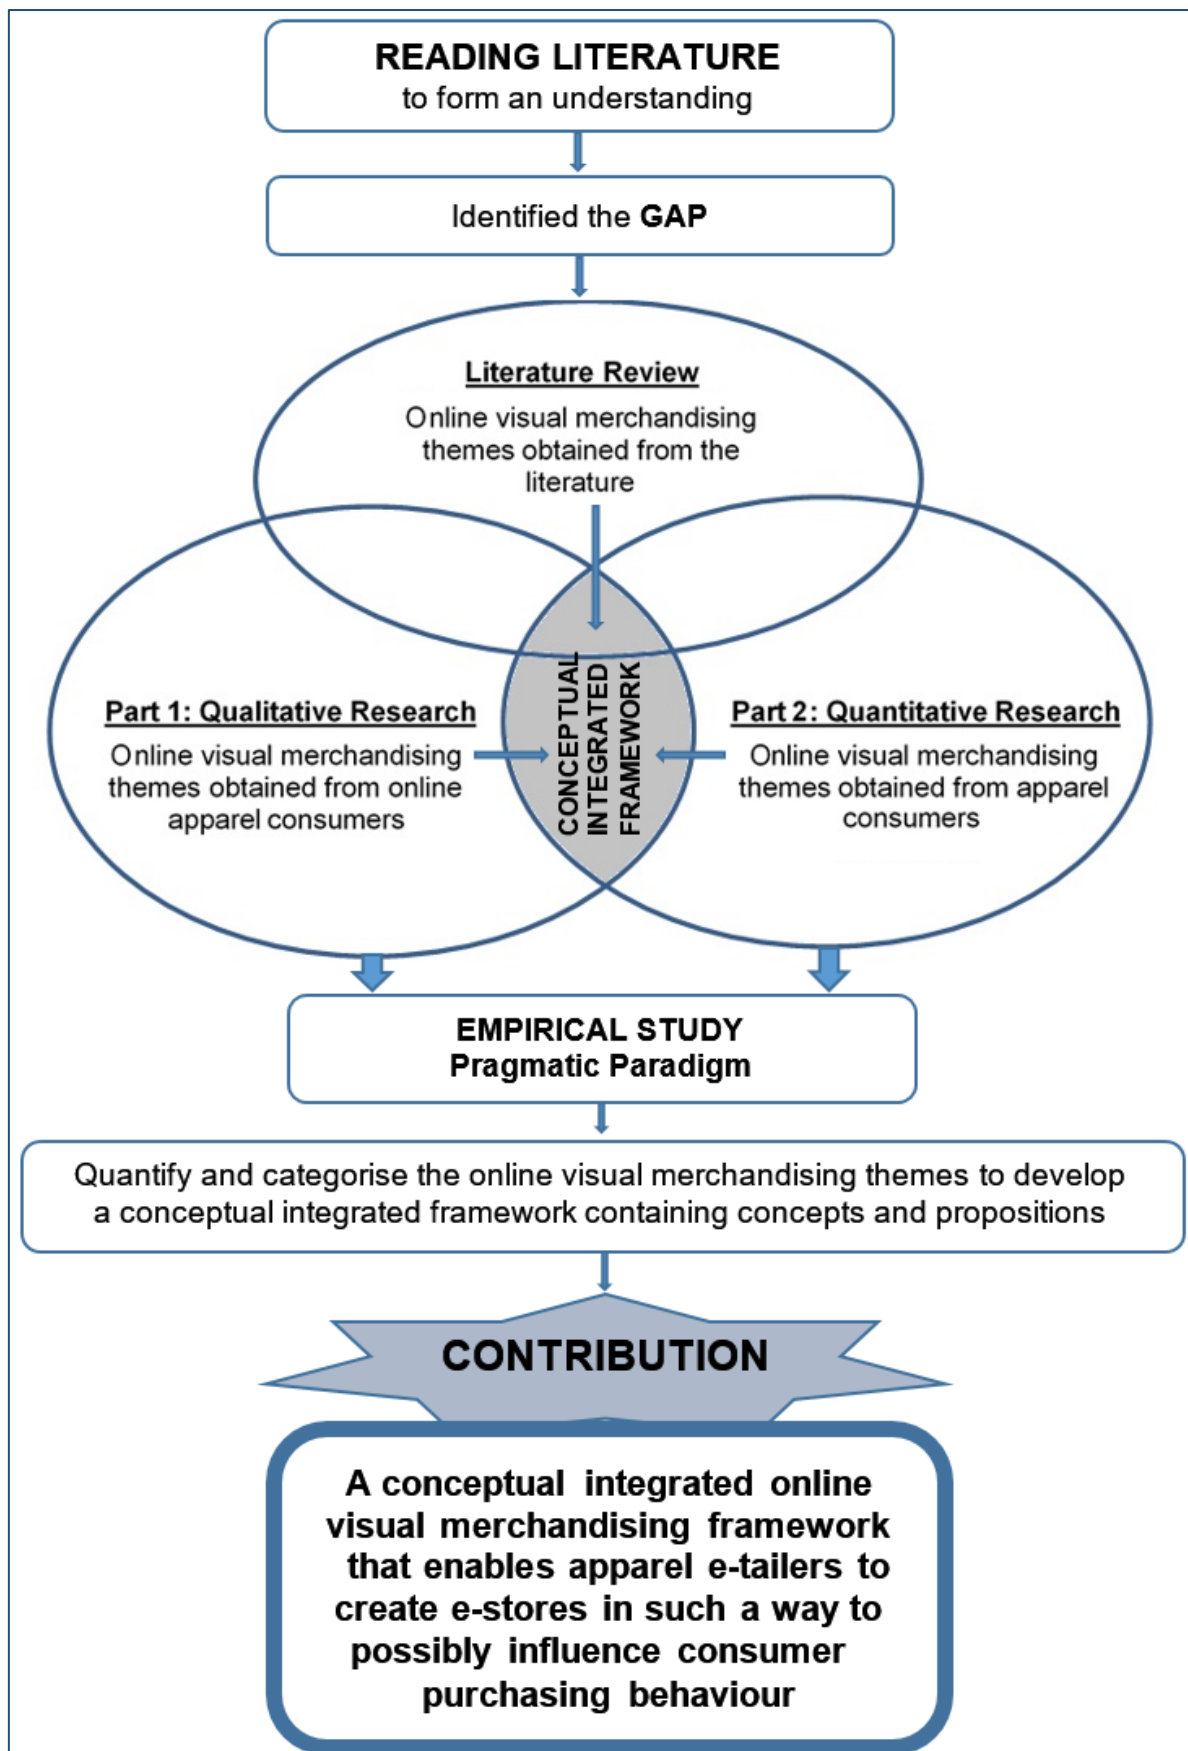 READING LITERATURE
to form an understanding
Identified the GAP
Literature Review
Online visual merchandising
themes obtained from the
literature
Part 1: Qualitative Research
Online visual merchandising
themes obtained from online
apparel consumers
CONCEPTUAL
INTEGRATED
FRAMEWORK
Part 2: Quantitative Research
Online visual merchandising
themes obtained from apparel
consumers
EMPIRICAL STUDY
Pragmatic Paradigm
Quantify and categorise the online visual merchandising themes to develop
a conceptual integrated framework containing concepts and propositions
CONTRIBUTION
A conceptual integrated online
visual merchandising framework
that enables apparel e-tailers to
create e-stores in such a way to
possibly influence consumer
purchasing behaviour